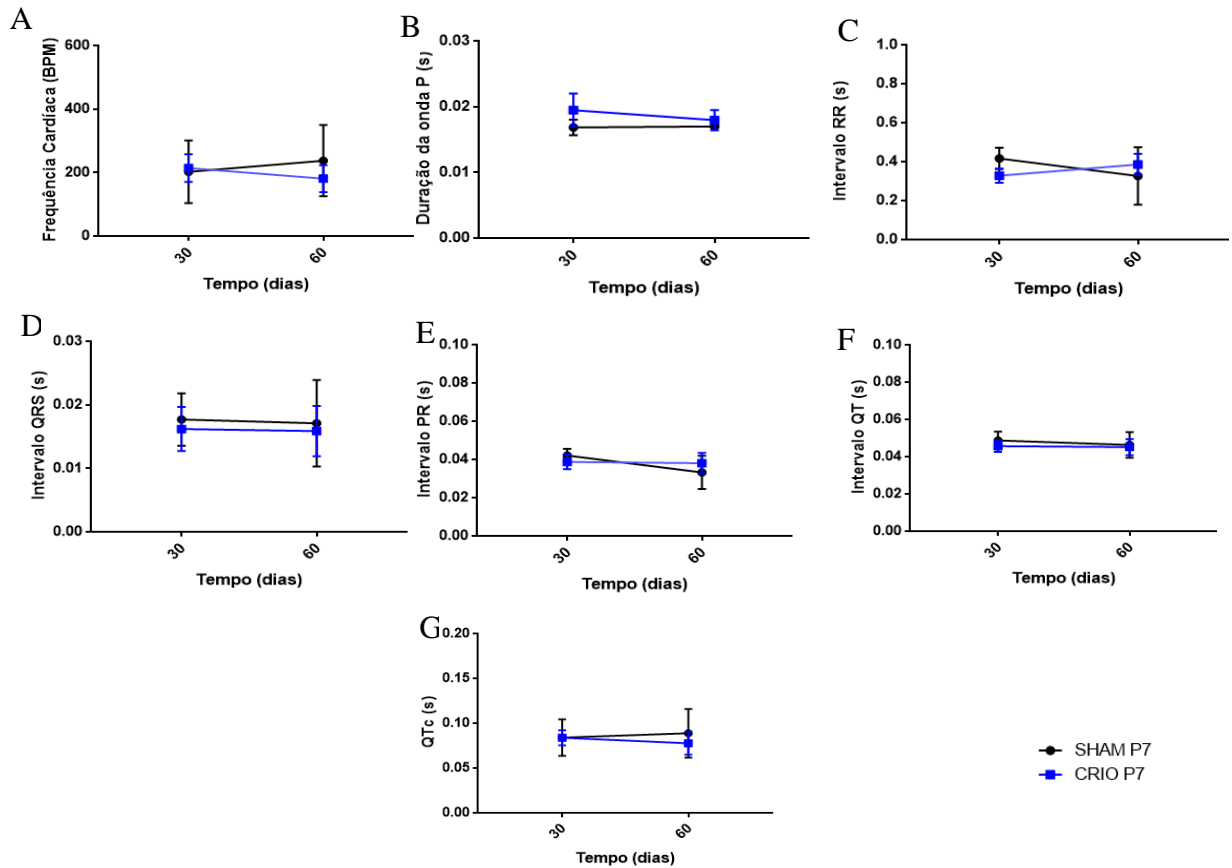 A
Frequência Cardíaca (BPM)
600
400
200
0
30
60
Tempo (dias)
B
Duração da onda P (s)
0.03
0.02
0.01
0.00
30
60
Tempo (dias)
C
Intervalo RR (s)
1.0
0.8
0.6
0.4
0.2
0.0
30
60
Tempo (dias)
D
Intervalo QRS (s)
0.03
0.02
0.01
0.00
30
60
Tempo (dias)
E
Intervalo PR (s)
0.10
0.08
0.06
0.04
0.02
0.00
30
60
Tempo (dias)
F
Intervalo QT (s)
0.10
0.08
0.06
0.04
0.02
0.00
30
60
Tempo (dias)
G
QTc (s)
0.20
0.15
0.10
0.05
0.00
30
60
Tempo (dias)
SHAM P7
CRIO P7